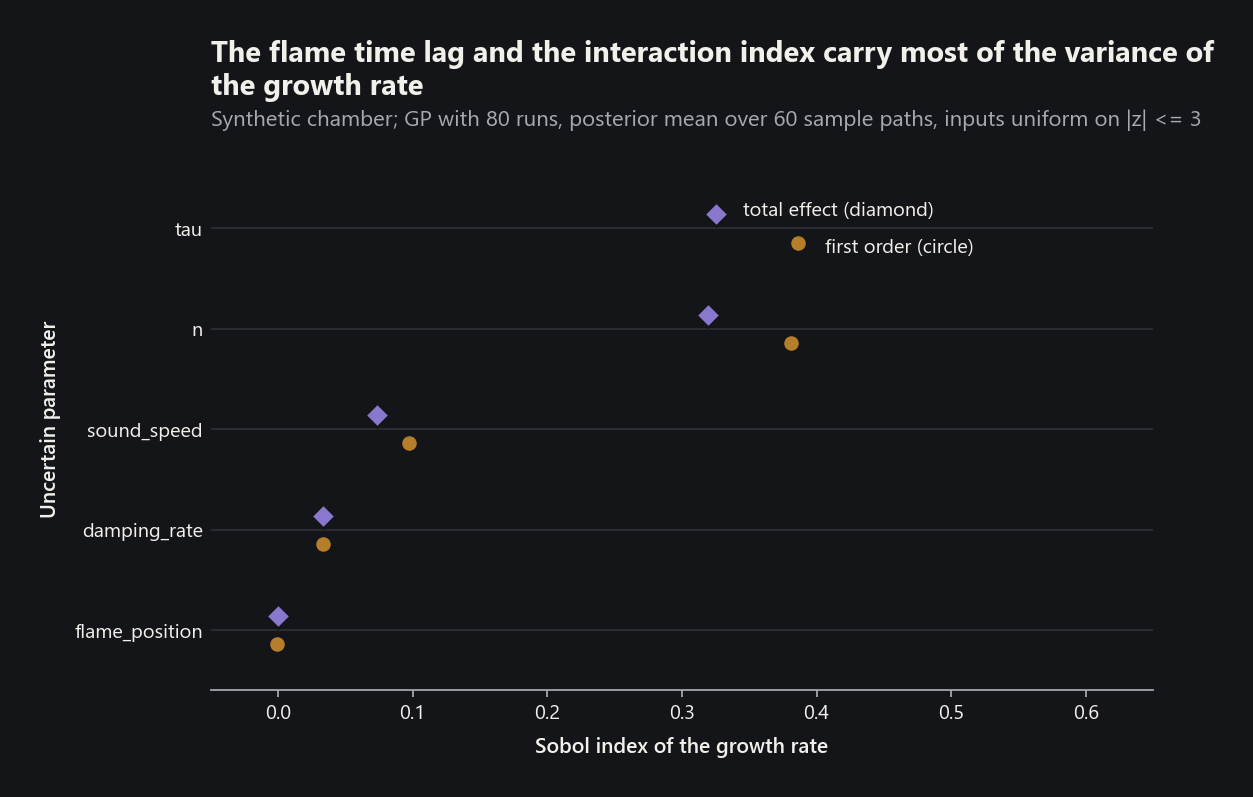 The flame time lag and the interaction index carry most of the variance of
the growth rate
Synthetic chamber; GP with 80 runs, posterior mean over 60 sample paths, inputs uniform on |z| <= 3
total effect (diamond)
tau
first order (circle)
n
Uncertain parameter
sound_speed
damping_rate
flame_position
0.0 0.1 0.2 0.3 0.4 0.5 0.6
Sobol index of the growth rate